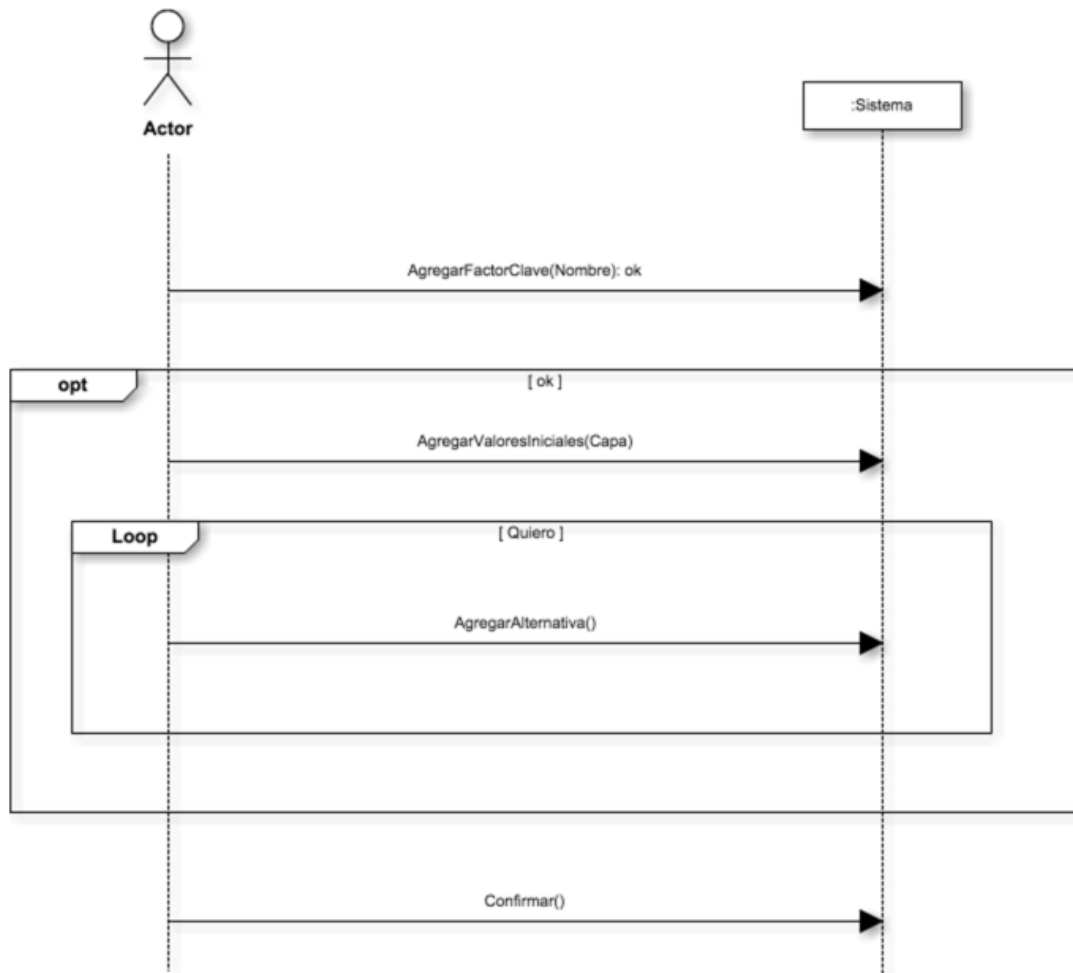 Actor
:Sistema
AgregarFactorClave(Nombre): ok
opt
[ ok ]
AgregarValoresIniciales(Capa)
Loop
[ Quiero ]
AgregarAlternativa()
Confirmar()